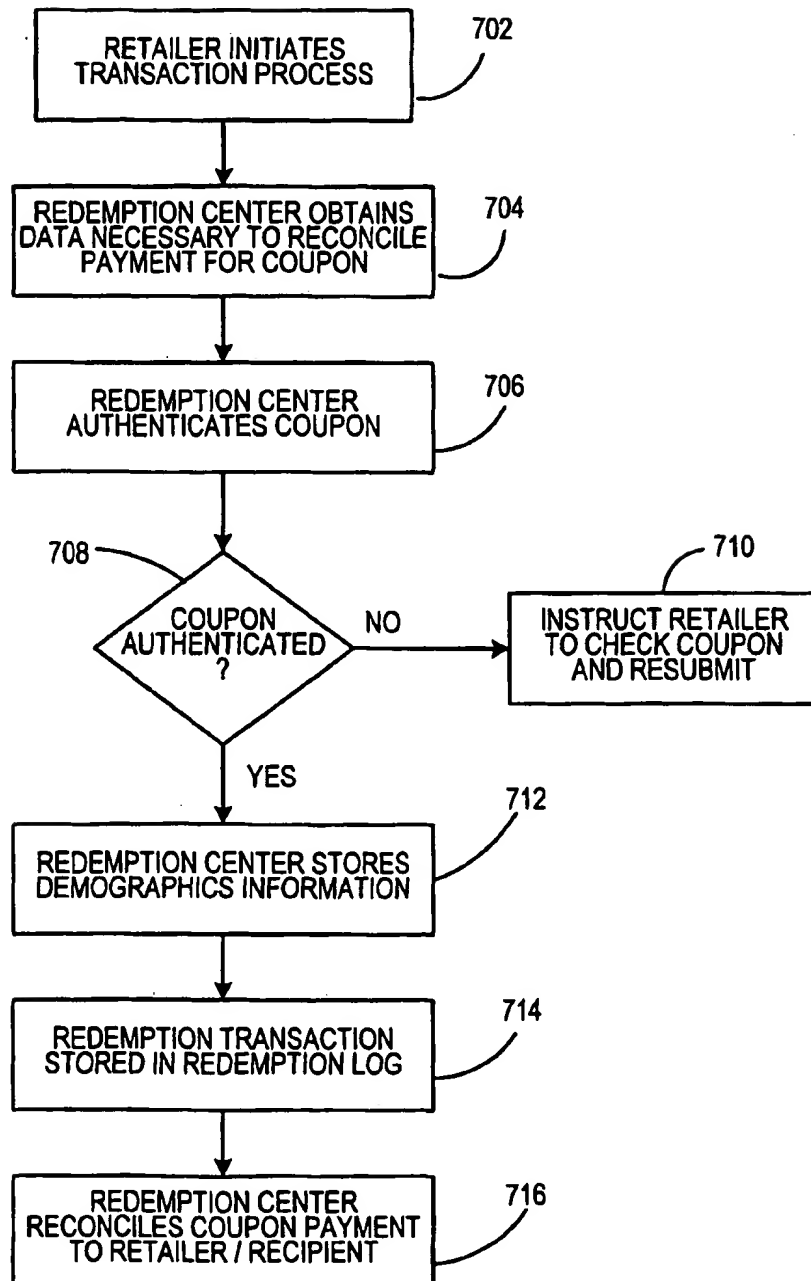 RETAILER INITIATES
TRANSACTION PROCESS
702
REDEMPTION CENTER OBTAINS
DATA NECESSARY TO RECONCILE
PAYMENT FOR COUPON
704
REDEMPTION CENTER
AUTHENTICATES COUPON
706
708
COUPON
AUTHENTICATED
?
NO
710
INSTRUCT RETAILER
TO CHECK COUPON
AND RESUBMIT
YES
712
REDEMPTION CENTER STORES
DEMOGRAPHICS INFORMATION
REDEMPTION TRANSACTION
STORED IN REDEMPTION LOG
714
REDEMPTION CENTER
RECONCILES COUPON PAYMENT
TO RETAILER / RECIPIENT
716